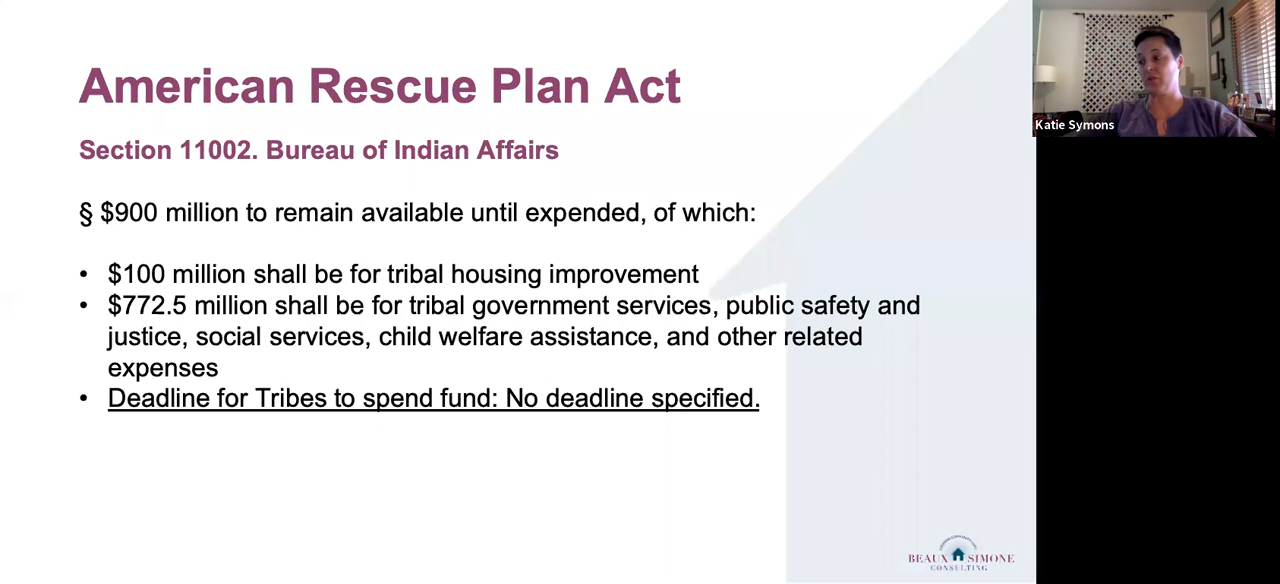 American Rescue Plan Act
Section 11002. Bureau of Indian Affairs
§ $900 million to remain available until expended, of which:
• $100 million shall be for tribal housing improvement
• $772.5 million shall be for tribal government services, public safety and
justice, social services, child welfare assistance, and other related
expenses
• Deadline for Tribes to spend fund: No deadline specified.
Katie Symons
BEAUX SIMONE
CONSULTING